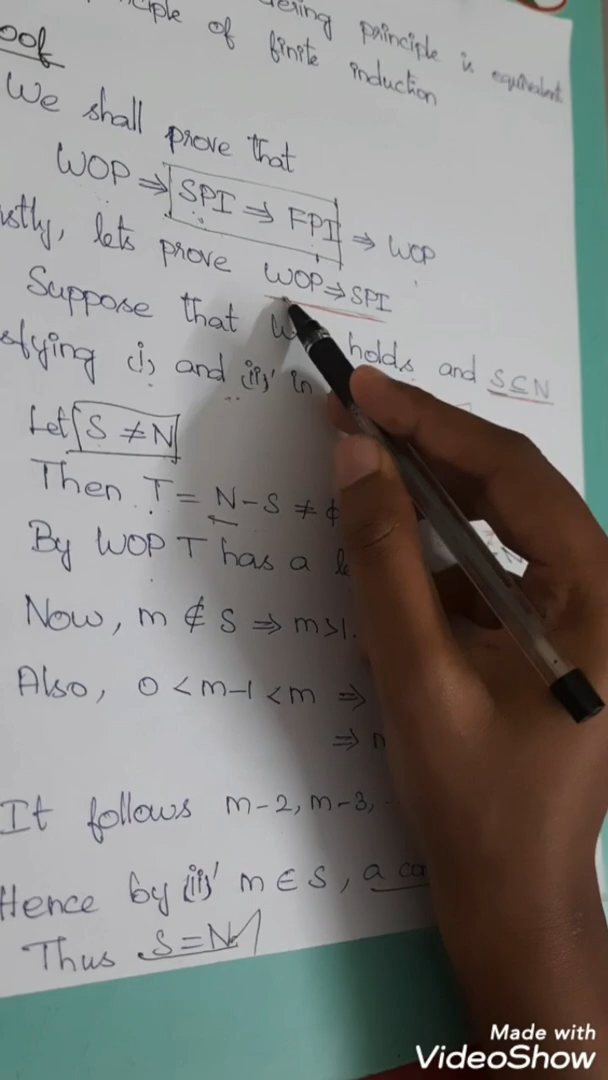 ering principle is equivalent
ciple of finite induction
oof
We shall prove that
WOP ⇒ SPI ⇒ FPI ⇒ WOP
stly, lets prove WOP ⇒ SPI
Suppose that holds and S ⊆ N
sfying (i) and (ii)' in
Let S ≠ N
Then T = N - S ≠ ϕ
By WOP T has a
Now, m ∉ S ⇒ m > 1.
Also, 0 < m-1 < m ⇒
⇒
It follows m-2, m-3,
Hence by (ii)' m ∈ S, a
Thus S = N
Made with
VideoShow